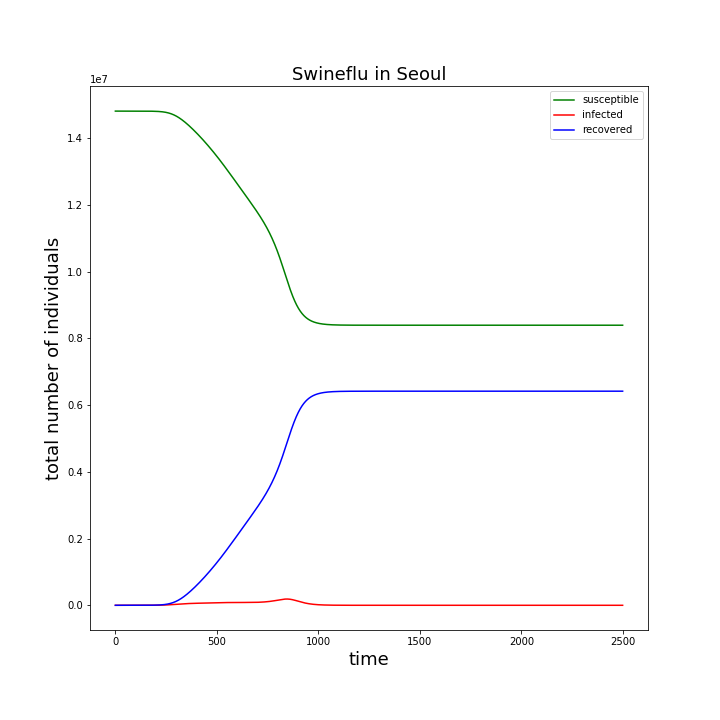 Swineflu in Seoul
1e7
susceptible
infected
recovered
1.4
1.2
1.0
0.8
0.6
0.4
0.2
0.0
total number of individuals
0 500 1000 1500 2000 2500
time